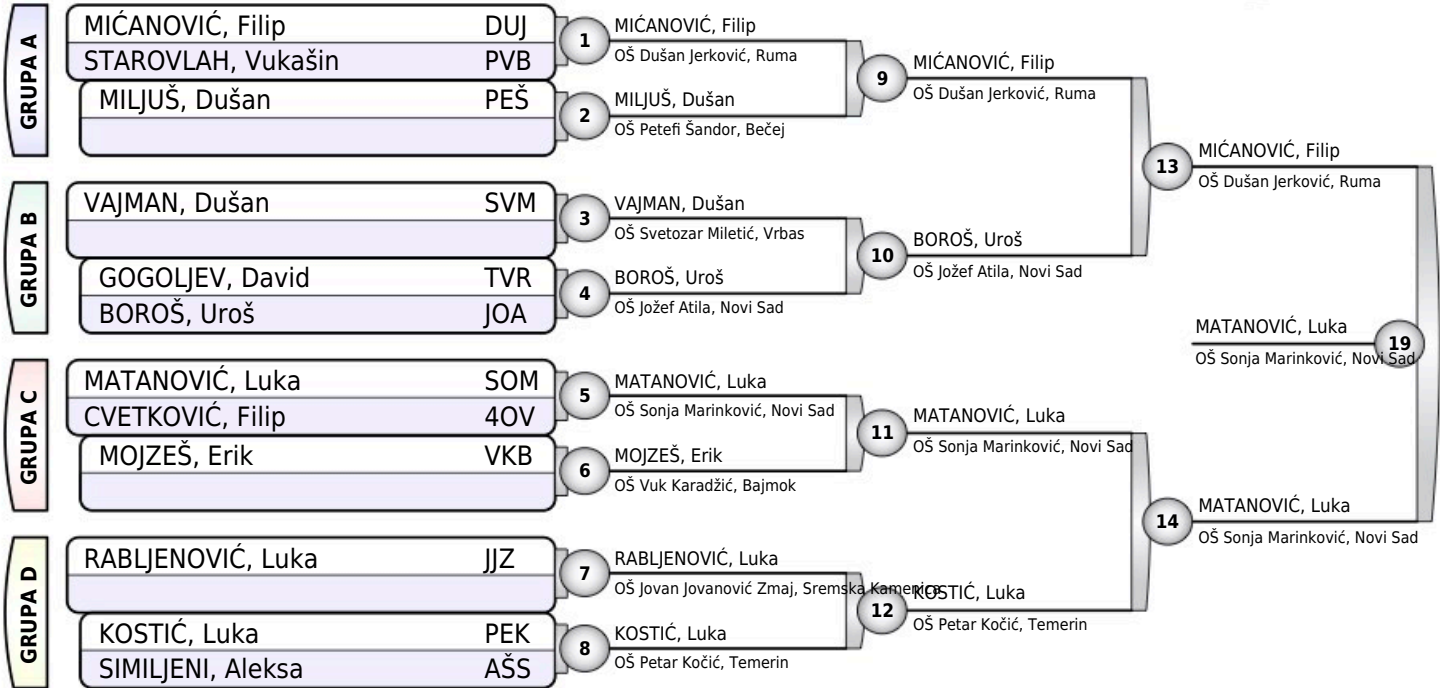 GRUPA A
MIĆANOVIĆ, Filip DUJ
STAROVLAH, Vukašin PVB
MILJUŠ, Dušan PEŠ
GRUPA B
VAJMAN, Dušan SVM
GOGOLJEV, David TVR
BOROŠ, Uroš JOA
GRUPA C
MATANOVIĆ, Luka SOM
CVETKOVIĆ, Filip 4OV
MOJZEŠ, Erik VKB
GRUPA D
RABLJENOVIĆ, Luka JJZ
KOSTIĆ, Luka PEK
SIMILJENI, Aleksa AŠS
1
MIĆANOVIĆ, Filip
OŠ Dušan Jerković, Ruma
2
MILJUŠ, Dušan
OŠ Petefi Šandor, Bečej
3
VAJMAN, Dušan
OŠ Svetozar Miletić, Vrbas
4
BOROŠ, Uroš
OŠ Jožef Atila, Novi Sad
5
MATANOVIĆ, Luka
OŠ Sonja Marinković, Novi Sad
6
MOJZEŠ, Erik
OŠ Vuk Karadžić, Bajmok
7
RABLJENOVIĆ, Luka
OŠ Jovan Jovanović Zmaj, Sremska Kamenica
8
KOSTIĆ, Luka
OŠ Petar Kočić, Temerin
9
MIĆANOVIĆ, Filip
OŠ Dušan Jerković, Ruma
10
BOROŠ, Uroš
OŠ Jožef Atila, Novi Sad
11
MATANOVIĆ, Luka
OŠ Sonja Marinković, Novi Sad
12
KOSTIĆ, Luka
OŠ Petar Kočić, Temerin
13
MIĆANOVIĆ, Filip
OŠ Dušan Jerković, Ruma
14
MATANOVIĆ, Luka
OŠ Sonja Marinković, Novi Sad
19
MATANOVIĆ, Luka
OŠ Sonja Marinković, Novi Sad